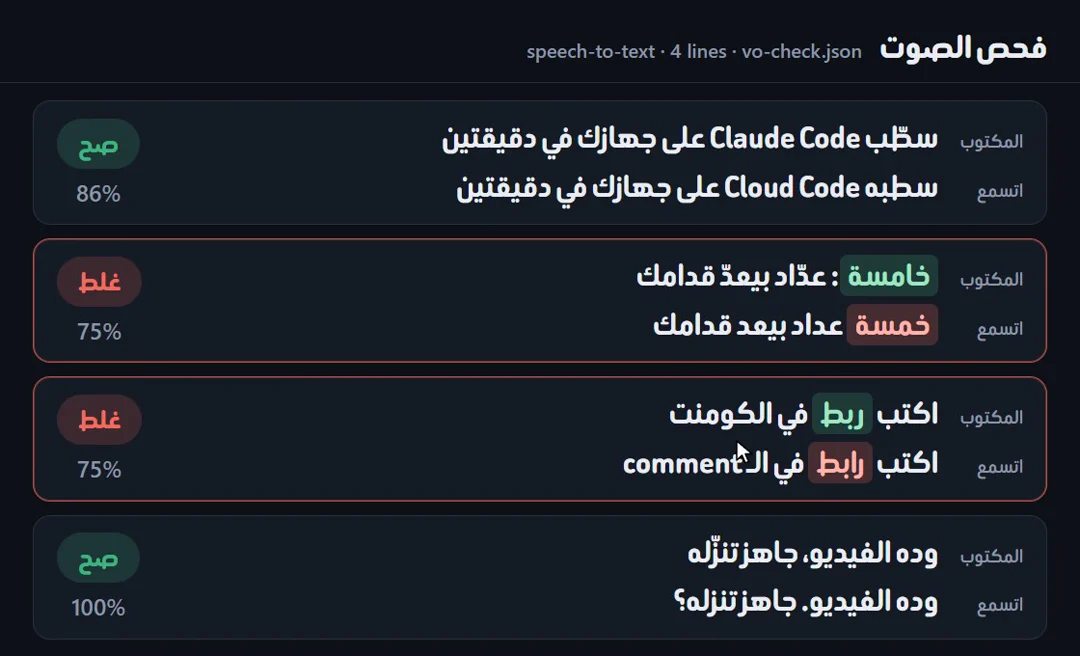 فحص الصوت speech-to-text · 4 lines · vo-check.json
المكتوب سطّب Claude Code على جهازك في دقيقتين
اتسمع سطبه Cloud Code على جهازك في دقيقتين
صح
86%
المكتوب خامسة : عدّاد بيعدّ قدامك
اتسمع خمسة عداد بيعد قدامك
غلط
75%
المكتوب اكتب ربط في الكومنت
اتسمع اكتب رابط في الـ comment
غلط
75%
المكتوب وده الفيديو، جاهز تنزّله
اتسمع وده الفيديو. جاهز تنزله؟
صح
100%